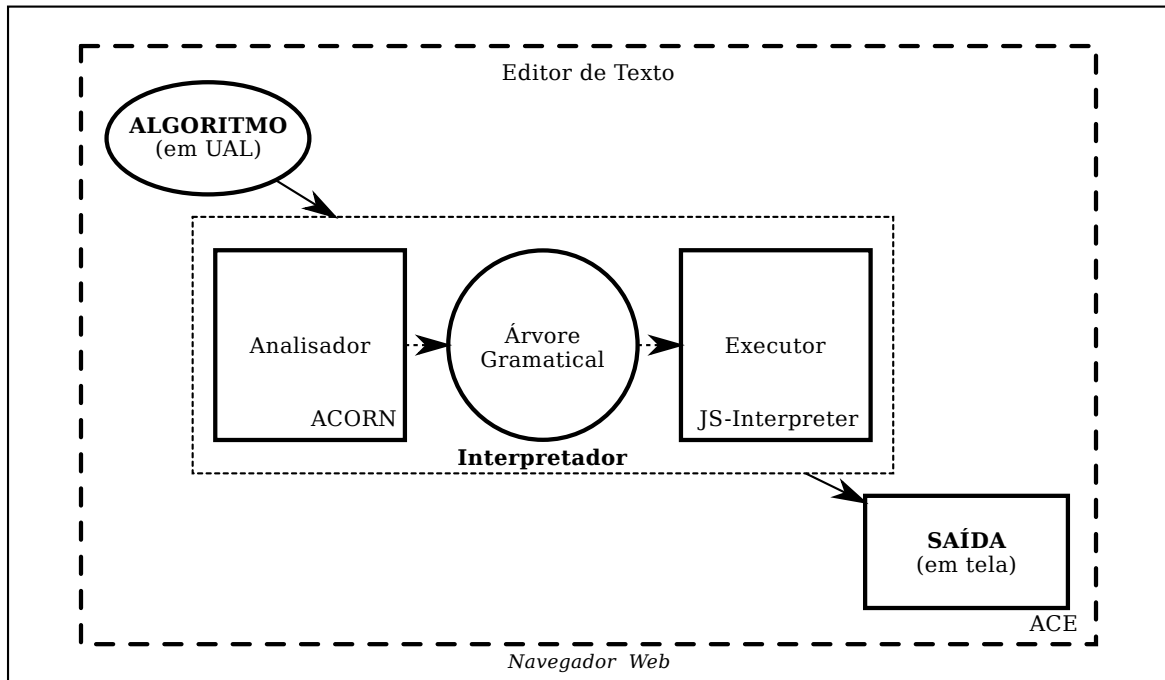 Editor de Texto
ALGORITMO
(em UAL)
Analisador
ACORN
Árvore
Gramatical
Executor
JS-Interpreter
Interpretador
SAÍDA
(em tela)
ACE
Navegador Web